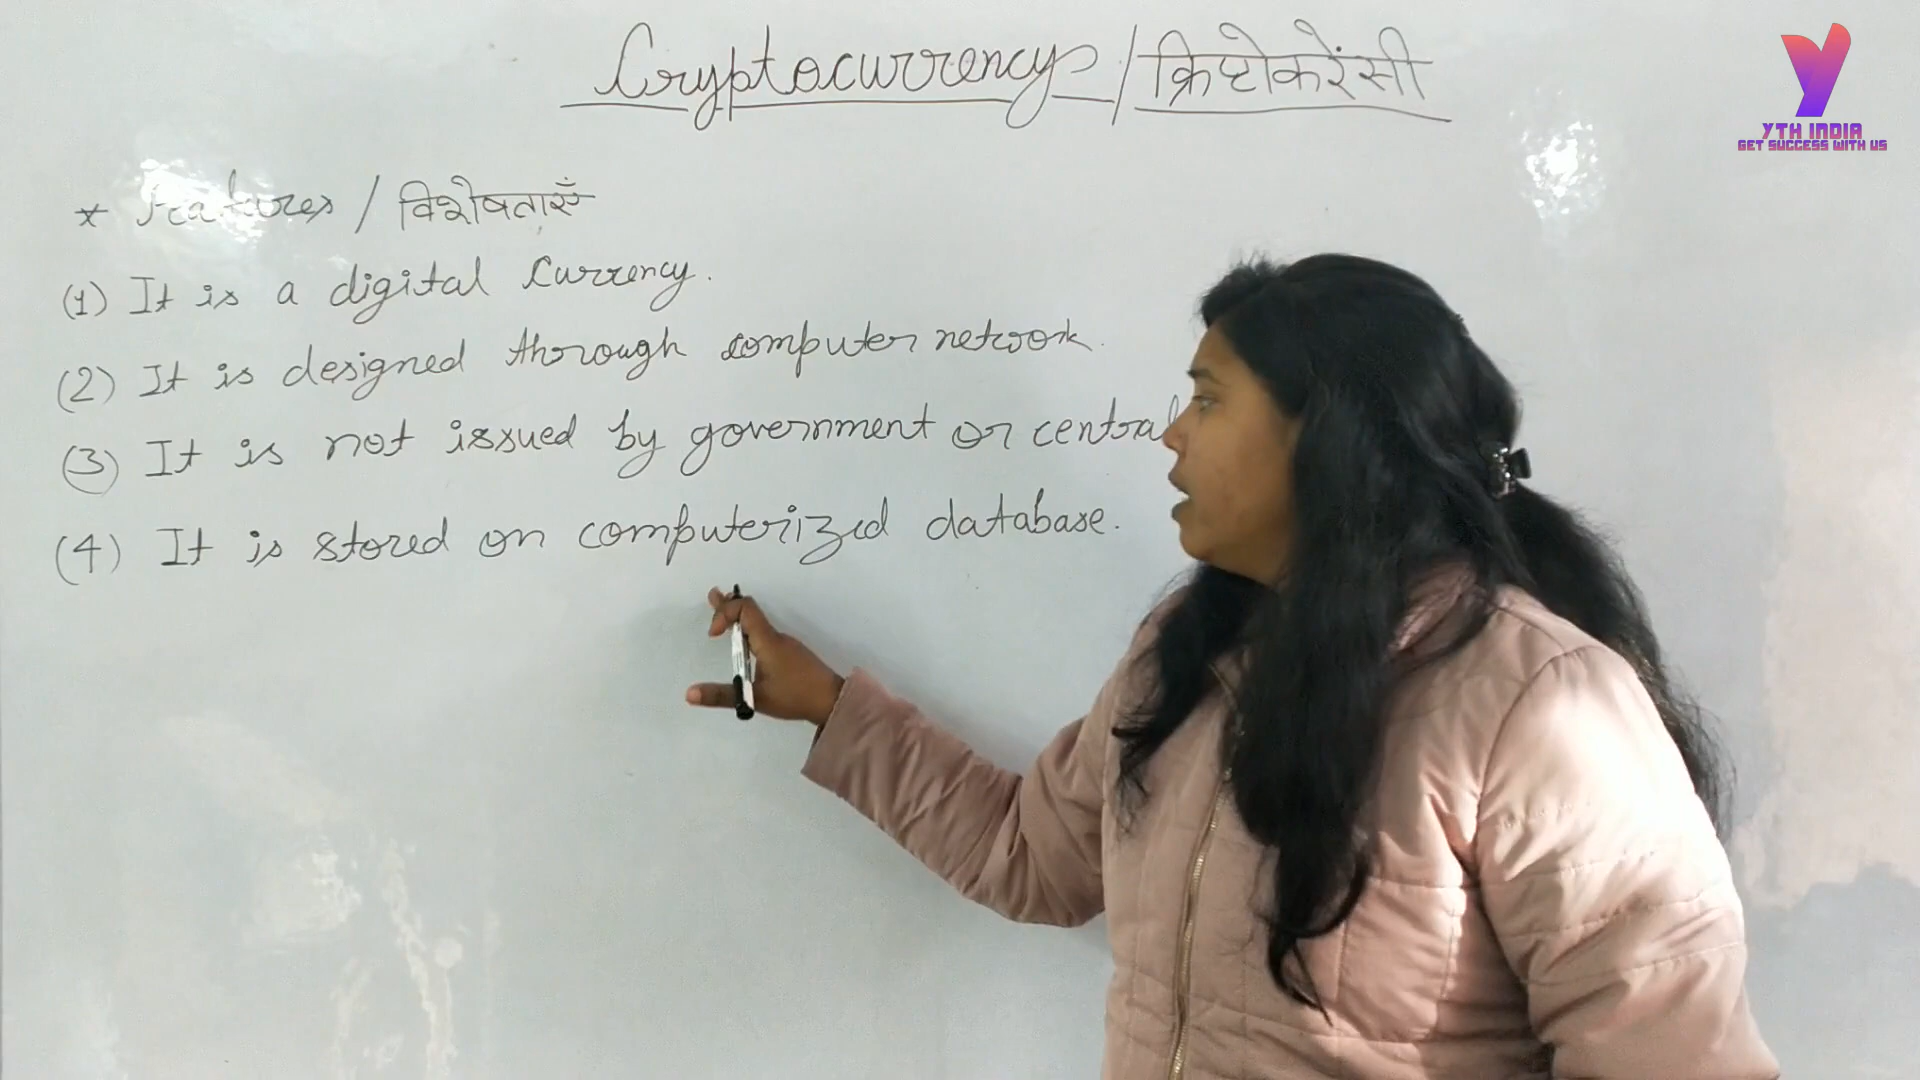 Cryptocurrency / क्रिप्टोकरेंसी
YTH INDIA
GET SUCCESS WITH US
* Features / विशेषताएँ
(1) It is a digital currency.
(2) It is designed through computer network.
(3) It is not issued by government or central
(4) It is stored on computerized database.